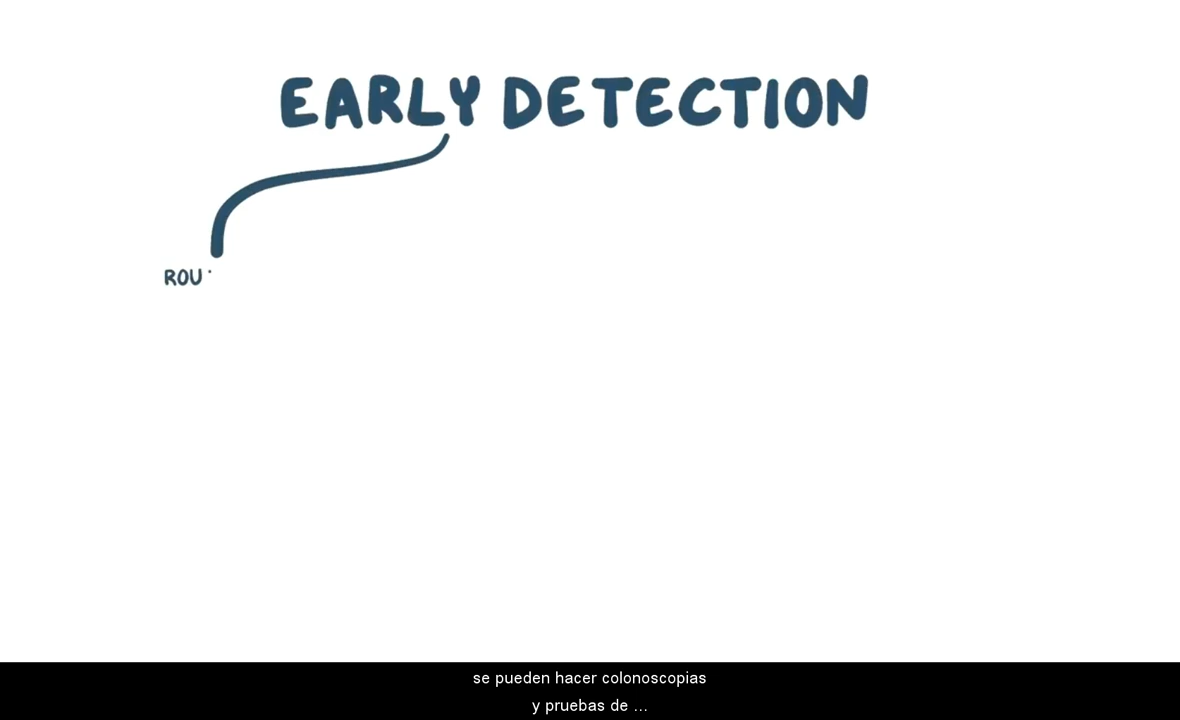 EARLY DETECTION
ROU
se pueden hacer colonoscopias
y pruebas de ...